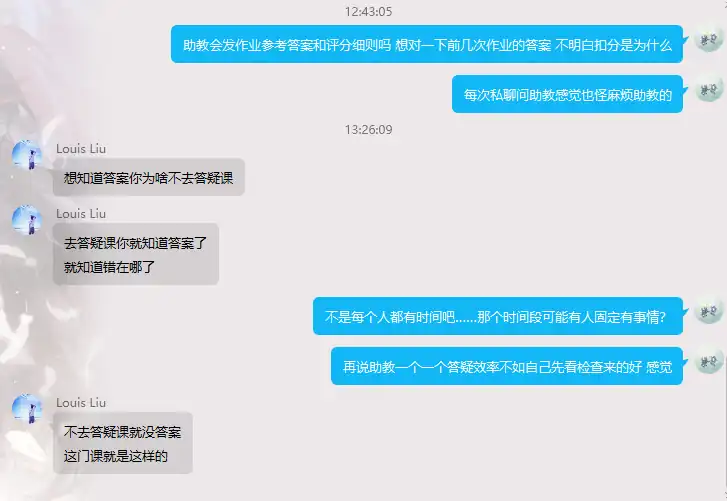 12:43:05
助教会发作业参考答案和评分细则吗 想对一下前几次作业的答案 不明白扣分是为什么
每次私聊问助教感觉也怪麻烦助教的
13:26:09
Louis Liu
想知道答案你为啥不去答疑课
Louis Liu
去答疑课你就知道答案了
就知道错在哪了
不是每个人都有时间吧……那个时间段可能有人固定有事情?
再说助教一个一个答疑效率不如自己先看检查来的好 感觉
Louis Liu
不去答疑课就没答案
这门课就是这样的